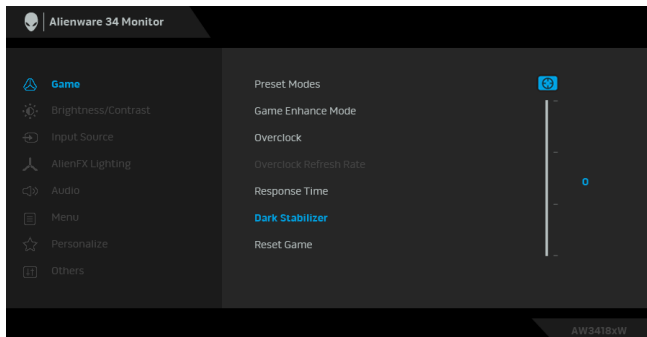 Alienware 34 Monitor
Game
Brightness/Contrast
Input Source
AlienFX Lighting
Audio
Menu
Personalize
Others
Preset Modes
Game Enhance Mode
Overclock
Overclock Refresh Rate
Response Time
Dark Stabilizer
Reset Game
0
AW3418xW